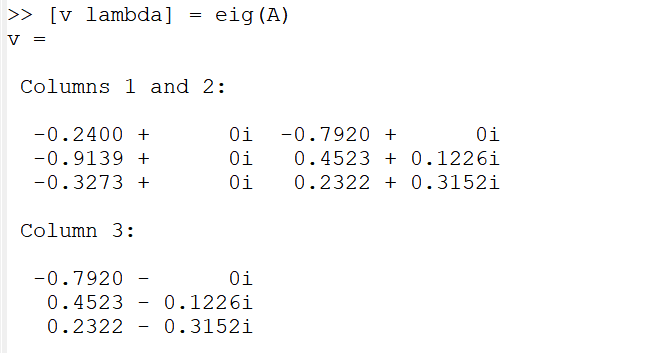 >> [v lambda] = eig(A)
v =
Columns 1 and 2:
-0.2400 + 0i -0.7920 + 0i
-0.9139 + 0i 0.4523 + 0.1226i
-0.3273 + 0i 0.2322 + 0.3152i
Column 3:
-0.7920 - 0i
0.4523 - 0.1226i
0.2322 - 0.3152i